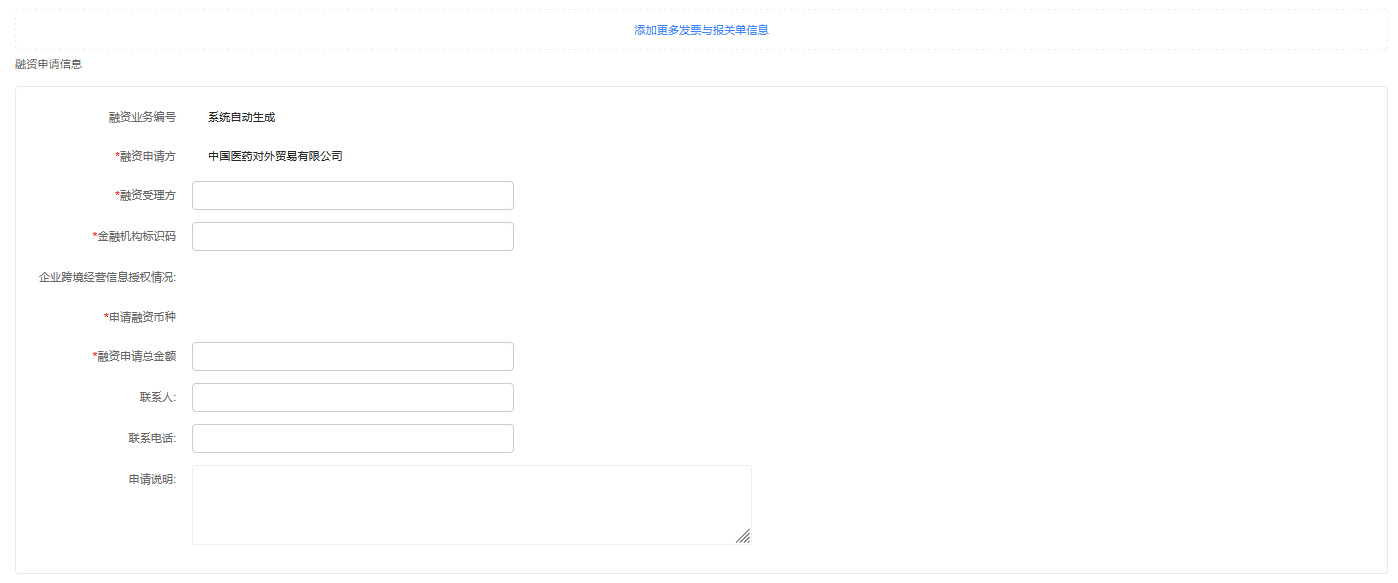 添加更多发票与报关单信息
融资申请信息
融资业务编号 系统自动生成
*融资申请方 中国医药对外贸易有限公司
*融资受理方
*金融机构标识码
企业跨境经营信息授权情况:
*申请融资币种
*融资申请总金额
联系人:
联系电话:
申请说明: